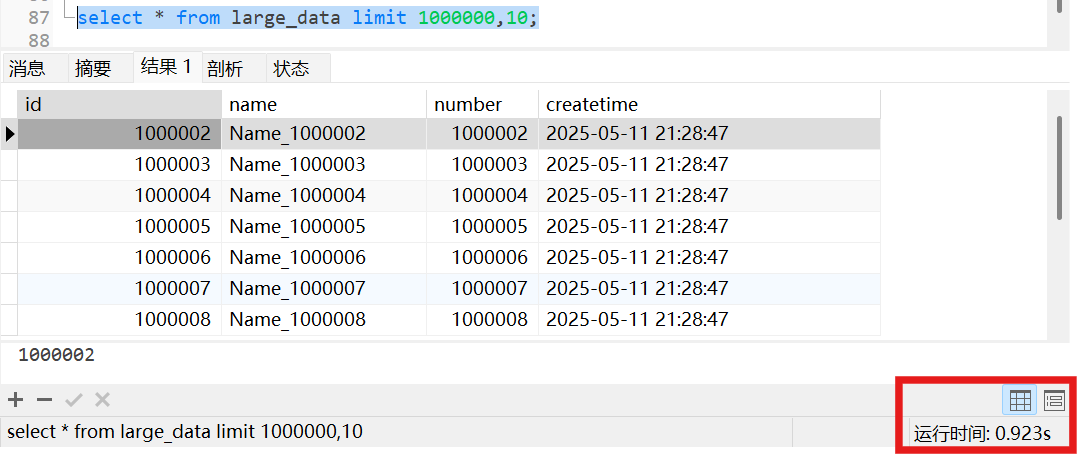 87 select * from large_data limit 1000000,10;
88
消息 摘要 结果 1 剖析 状态
id name number createtime
1000002 Name_1000002 1000002 2025-05-11 21:28:47
1000003 Name_1000003 1000003 2025-05-11 21:28:47
1000004 Name_1000004 1000004 2025-05-11 21:28:47
1000005 Name_1000005 1000005 2025-05-11 21:28:47
1000006 Name_1000006 1000006 2025-05-11 21:28:47
1000007 Name_1000007 1000007 2025-05-11 21:28:47
1000008 Name_1000008 1000008 2025-05-11 21:28:47
1000002
select * from large_data limit 1000000,10 运行时间: 0.923s